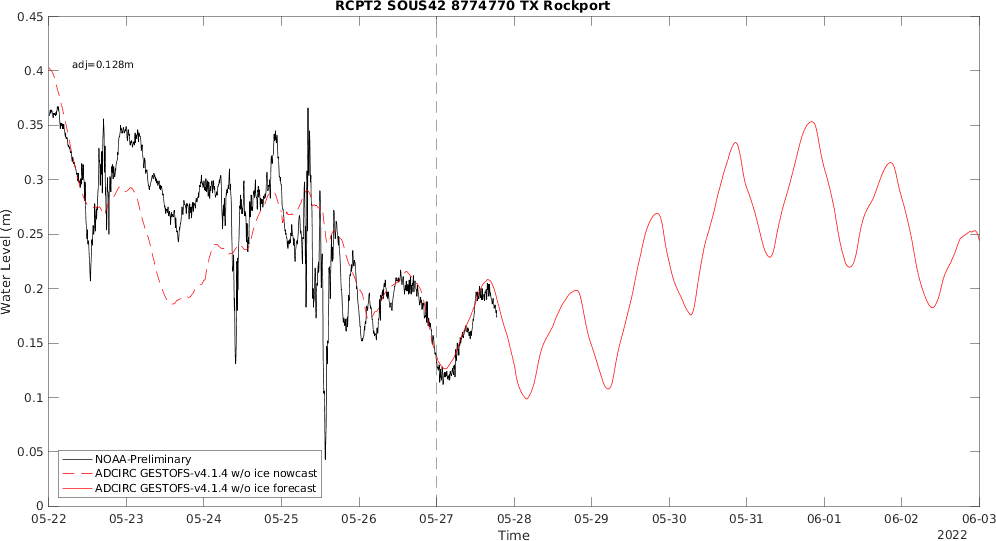 RCPT2 SOUS42 8774770 TX Rockport
adj=0.128m
Water Level (m)
0.45
0.4
0.35
0.3
0.25
0.2
0.15
0.1
0.05
0
NOAA-Preliminary
ADCIRC GESTOFS-v4.1.4 w/o ice nowcast
ADCIRC GESTOFS-v4.1.4 w/o ice forecast
05-22 05-23 05-24 05-25 05-26 05-27 05-28 05-29 05-30 05-31 06-01 06-02 06-03
Time
2022